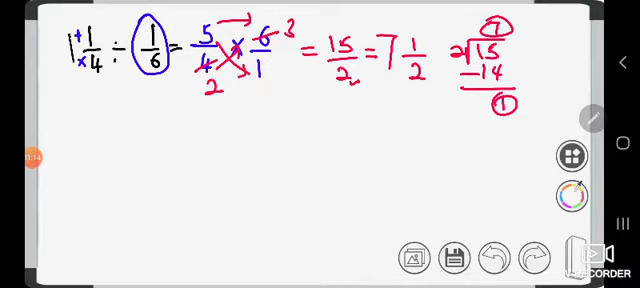 1 1/4 ÷ 1/6 = 5/4 × 6/1 = 15/2 = 7 1/2
+ × 3 2
7
2 15
-14
1
01:14
RECORDER